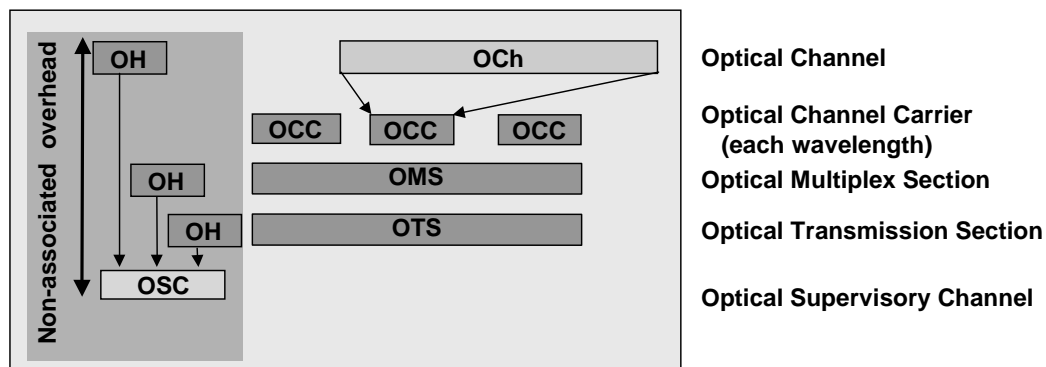 Non-associated overhead
OH OCh Optical Channel
OCC OCC OCC Optical Channel Carrier
(each wavelength)
OH OMS Optical Multiplex Section
OH OTS Optical Transmission Section
OSC Optical Supervisory Channel